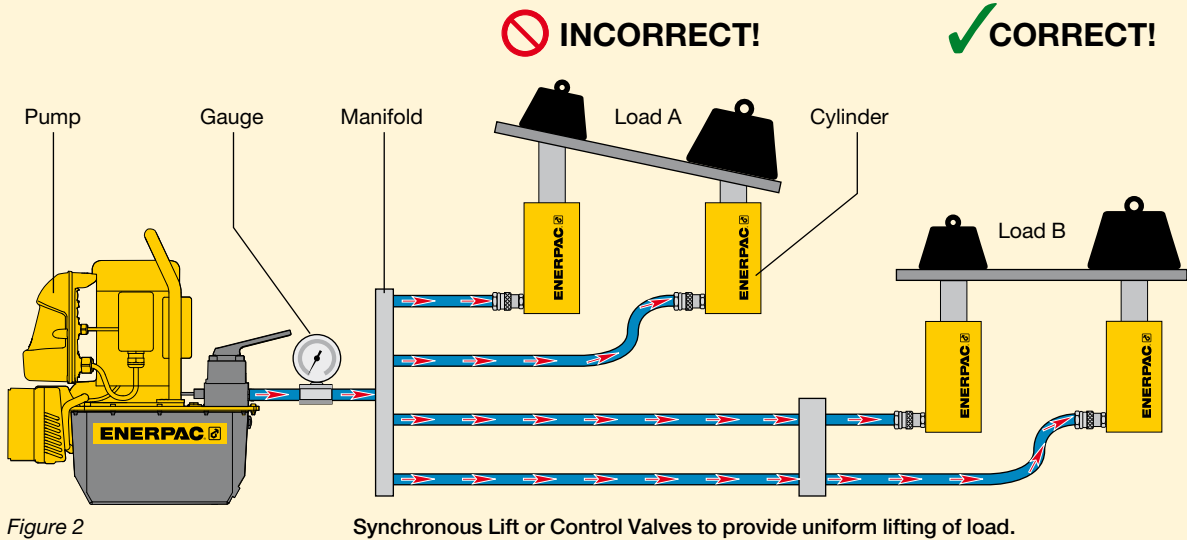 INCORRECT!
CORRECT!
Pump
Gauge
Manifold
Load A
Cylinder
ENERPAC
ENERPAC
Load B
ENERPAC
ENERPAC
ENERPAC
Figure 2
Synchronous Lift or Control Valves to provide uniform lifting of load.